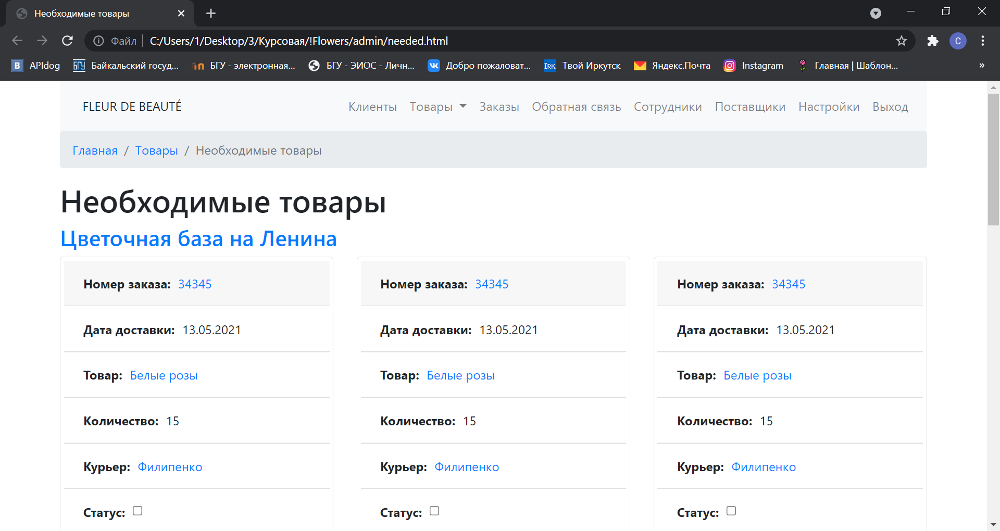 Необходимые товары
Файл C:/Users/1/Desktop/3/Курсовая/!Flowers/admin/needed.html
C
B APIdog БГУ Байкальский госуд... БГУ - электронная... БГУ - ЭИОС - Личн... Добро пожаловат... IRK. Твой Иркутск Яндекс.Почта Instagram Главная | Шаблон... »
FLEUR DE BEAUTÉ Клиенты Товары Заказы Обратная связь Сотрудники Поставщики Настройки Выход
Главная / Товары / Необходимые товары
Необходимые товары
Цветочная база на Ленина
Номер заказа: 34345
Дата доставки: 13.05.2021
Товар: Белые розы
Количество: 15
Курьер: Филипенко
Статус:
Номер заказа: 34345
Дата доставки: 13.05.2021
Товар: Белые розы
Количество: 15
Курьер: Филипенко
Статус:
Номер заказа: 34345
Дата доставки: 13.05.2021
Товар: Белые розы
Количество: 15
Курьер: Филипенко
Статус: